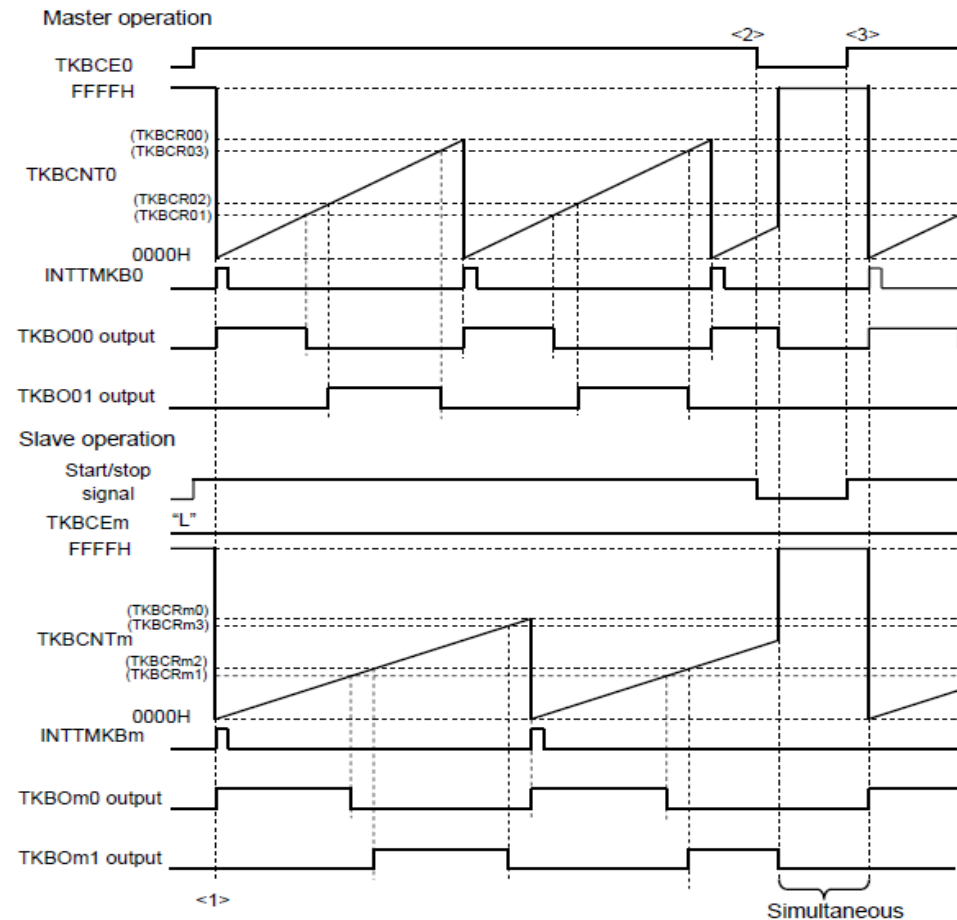 Master operation
<2> <3>
TKBCE0
FFFFH
(TKBCR00)
(TKBCR03)
TKBCNT0
(TKBCR02)
(TKBCR01)
0000H
INTTMKB0
TKBO00 output
TKBO01 output
Slave operation
Start/stop
signal
TKBCEm "L"
FFFFH
(TKBCRm0)
(TKBCRm3)
TKBCNTm
(TKBCRm2)
(TKBCRm1)
0000H
INTTMKBm
TKBOm0 output
TKBOm1 output
<1>
Simultaneous